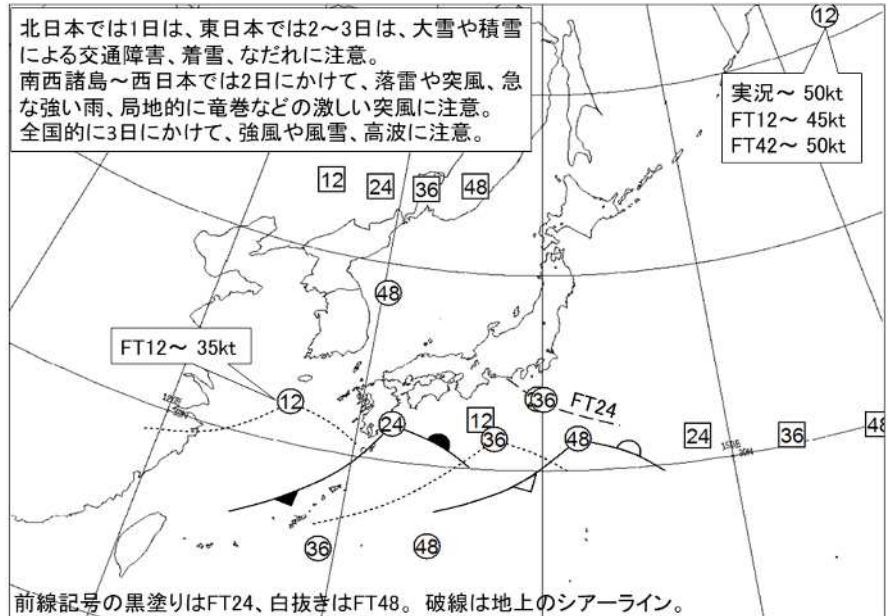 北日本では1日は、東日本では2～3日は、大雪や積雪
による交通障害、着雪、なだれに注意。
南西諸島～西日本では2日にかけて、落雷や突風、急
な強い雨、局地的に竜巻などの激しい突風に注意。
全国的に3日にかけて、強風や風雪、高波に注意。
12
実況～ 50kt
FT12～ 45kt
FT42～ 50kt
12
24
36
48
48
FT12～ 35kt
12
24
12
36
36
FT24
48
24
36
48
36
48
前線記号の黒塗りはFT24、白抜きはFT48。 破線は地上のシアーライン。